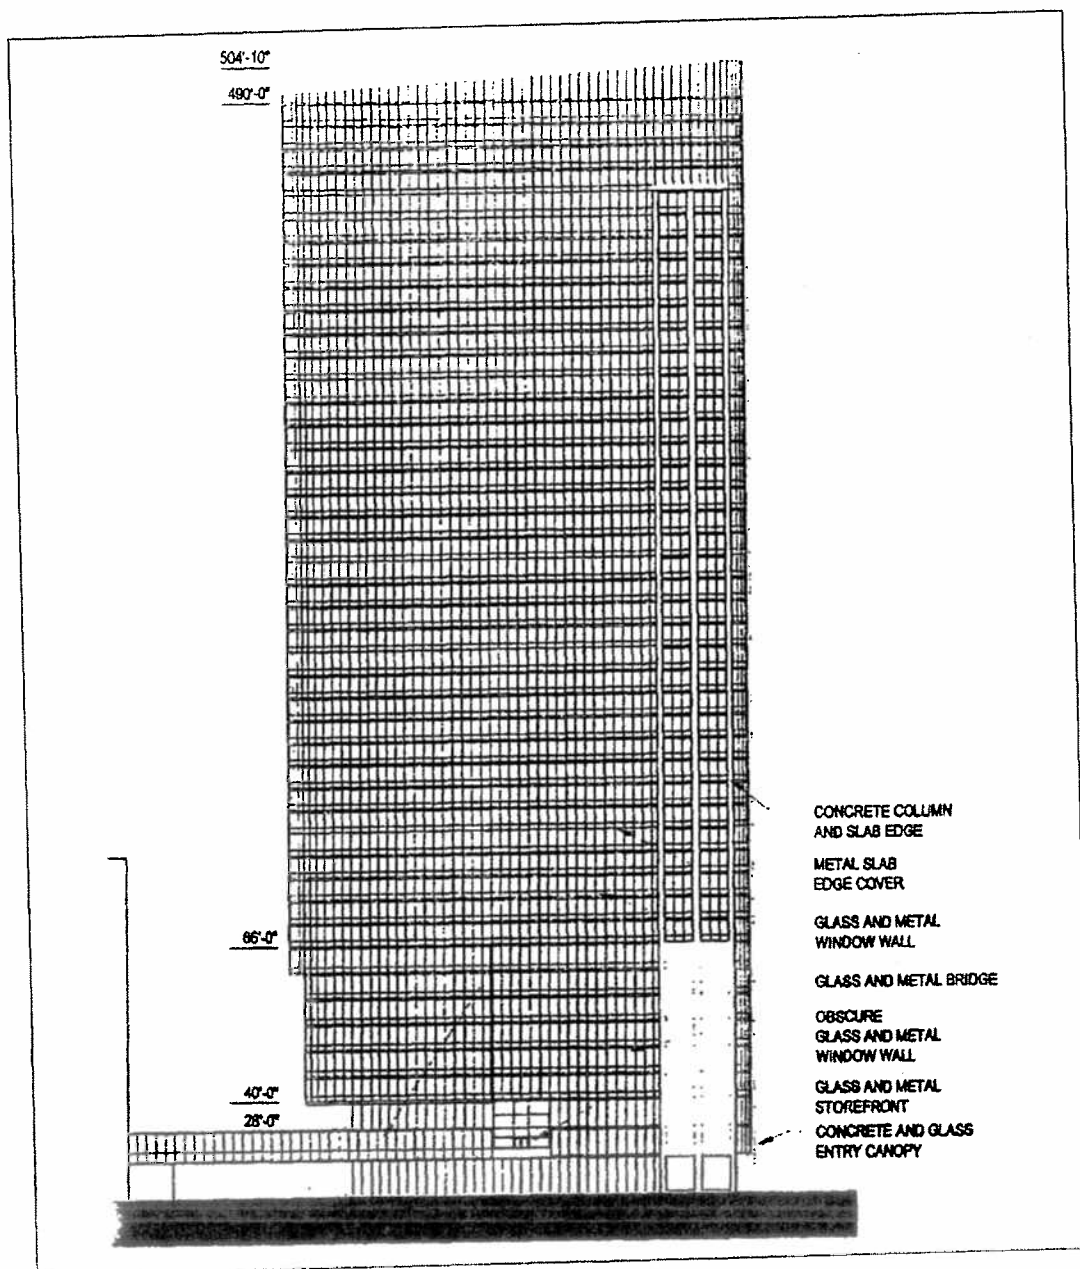 504'-10"
490'-0"
CONCRETE COLUMN
AND SLAB EDGE
METAL SLAB
EDGE COVER
GLASS AND METAL
WINDOW WALL
66'-0"
GLASS AND METAL BRIDGE
OBSCURE
GLASS AND METAL
WINDOW WALL
GLASS AND METAL
STOREFRONT
40'-0"
28'-0"
CONCRETE AND GLASS
ENTRY CANOPY